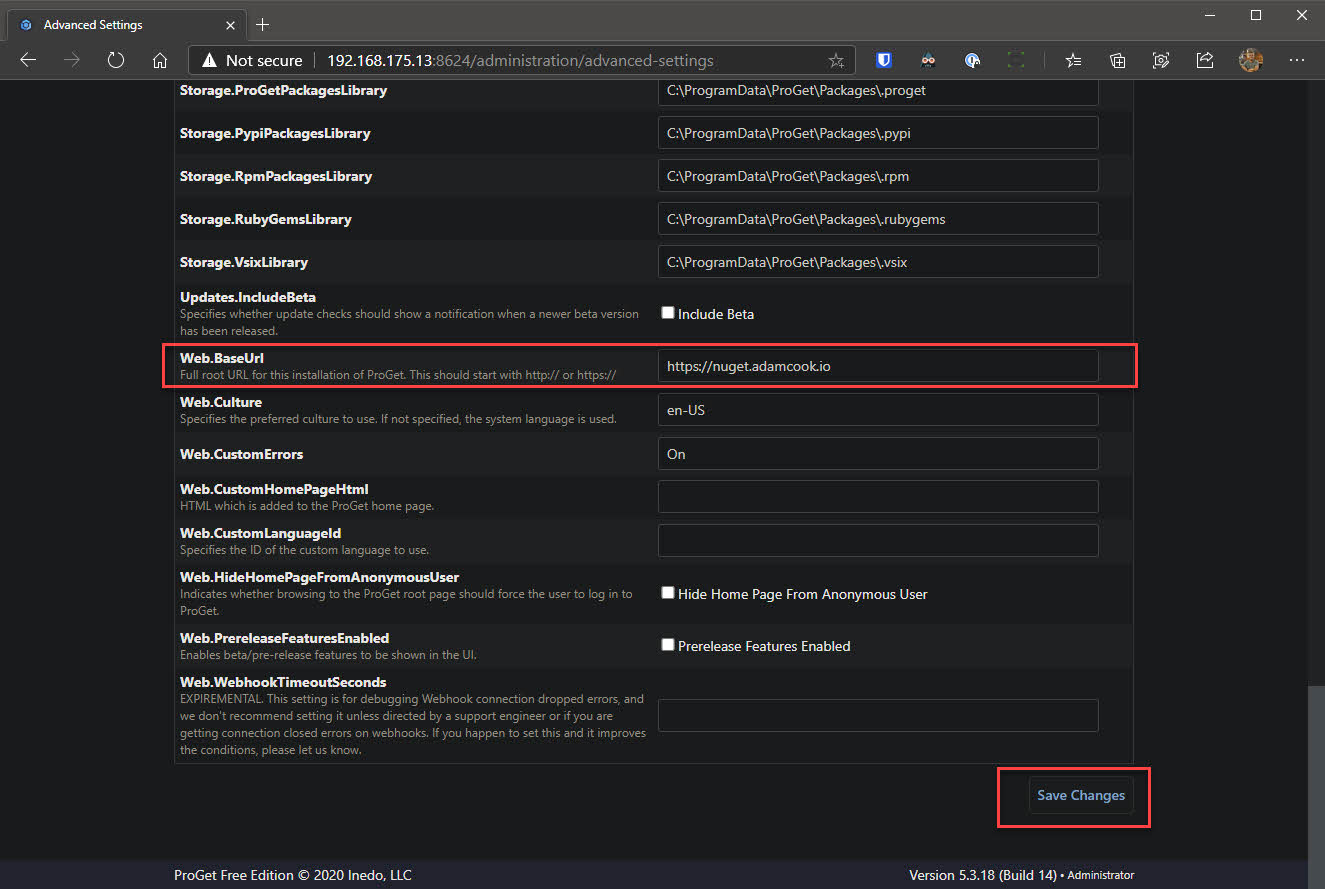 Advanced Settings
Not secure
192.168.175.13:8624/administration/advanced-settings
Storage.ProGetPackagesLibrary
C:\ProgramData\ProGet\Packages\.proget
Storage.PypiPackagesLibrary
C:\ProgramData\ProGet\Packages\.pypi
Storage.RpmPackagesLibrary
C:\ProgramData\ProGet\Packages\.rpm
Storage.RubyGemsLibrary
C:\ProgramData\ProGet\Packages\.rubygems
Storage.VsixLibrary
C:\ProgramData\ProGet\Packages\.vsix
Updates.IncludeBeta
Specifies whether update checks should show a notification when a newer beta version
has been released.
Include Beta
Web.BaseUrl
Full root URL for this installation of ProGet. This should start with http:// or https://
https://nuget.adamcook.io
Web.Culture
Specifies the preferred culture to use. If not specified, the system language is used.
en-US
Web.CustomErrors
On
Web.CustomHomePageHtml
HTML which is added to the ProGet home page.
Web.CustomLanguageId
Specifies the ID of the custom language to use.
Web.HideHomePageFromAnonymousUser
Indicates whether browsing to the ProGet root page should force the user to log in to
ProGet.
Hide Home Page From Anonymous User
Web.PrereleaseFeaturesEnabled
Enables beta/pre-release features to be shown in the UI.
Prerelease Features Enabled
Web.WebhookTimeoutSeconds
EXPIREMENTAL. This setting is for debugging Webhook connection dropped errors, and
we don't recommend setting it unless directed by a support engineer or if you are
getting connection closed errors on webhooks. If you happen to set this and it improves
the conditions, please let us know.
Save Changes
ProGet Free Edition © 2020 Inedo, LLC
Version 5.3.18 (Build 14) • Administrator